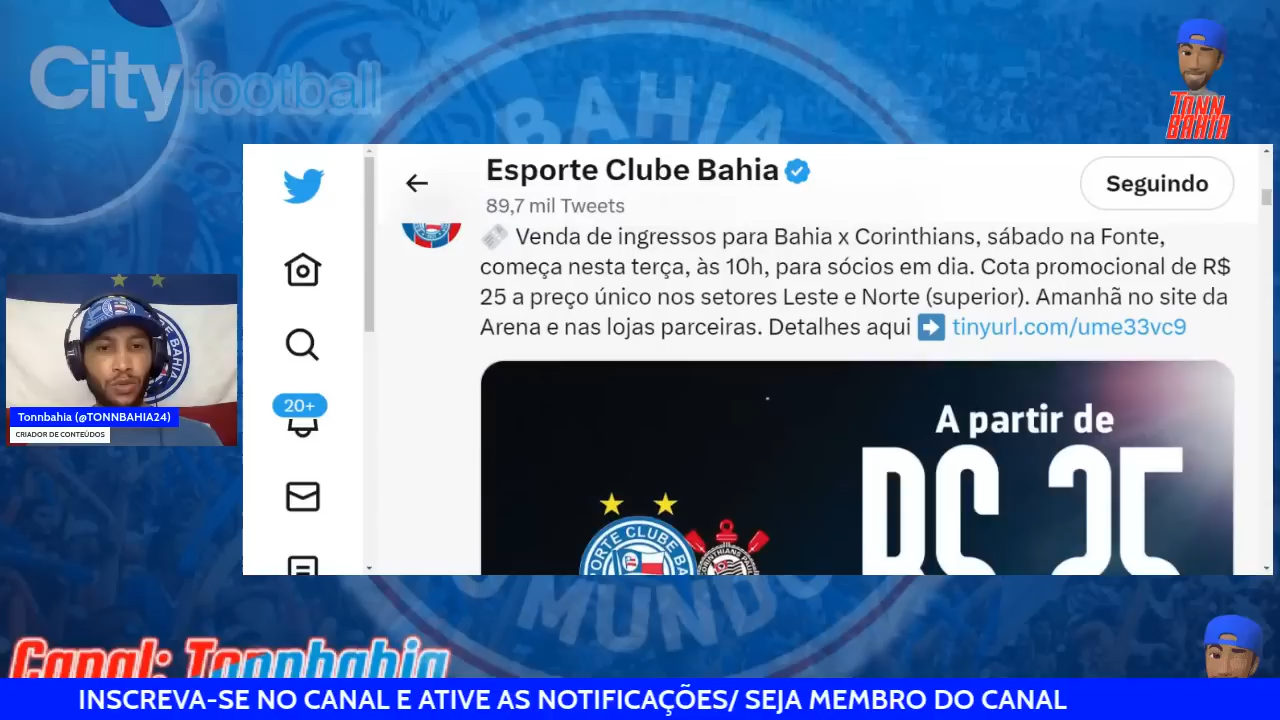 City football
TONN
BAHIA
BAHIA
Esporte Clube Bahia
Seguindo
89,7 mil Tweets
Venda de ingressos para Bahia x Corinthians, sábado na Fonte,
começa nesta terça, às 10h, para sócios em dia. Cota promocional de R$
25 a preço único nos setores Leste e Norte (superior). Amanhã no site da
Arena e nas lojas parceiras. Detalhes aqui ➡️ tinyurl.com/ume33vc9
20+
A partir de
R$ 25
BAHIA
Tonnbahia (@TONNBAHIA24)
CRIADOR DE CONTEÚDOS
MUNDO
Canal: Tonnbahia
INSCREVA-SE NO CANAL E ATIVE AS NOTIFICAÇÕES/ SEJA MEMBRO DO CANAL